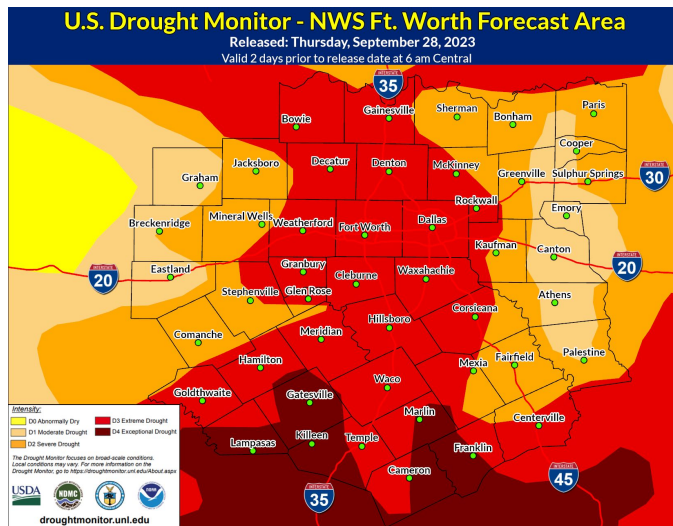 U.S. Drought Monitor - NWS Ft. Worth Forecast Area
Released: Thursday, September 28, 2023
Valid 2 days prior to release date at 6 am Central
INTERSTATE
35
Bowie
Gainesville
Sherman
Bonham
Paris
Cooper
Graham
Jacksboro
Decatur
Denton
McKinney
Greenville
Sulphur Springs
INTERSTATE
30
Breckenridge
Mineral Wells
Weatherford
Fort Worth
Dallas
Rockwall
Emory
Kaufman
Canton
INTERSTATE
20
Eastland
Granbury
Cleburne
Waxahachie
INTERSTATE
20
Stephenville
Glen Rose
Athens
Comanche
Meridian
Hillsboro
Corsicana
Hamilton
Mexia
Fairfield
Palestine
Goldthwaite
Gatesville
Waco
Marlin
Centerville
Lampasas
Killeen
Temple
Franklin
Cameron
INTERSTATE
35
INTERSTATE
45
Intensity:
D0 Abnormally Dry
D1 Moderate Drought
D2 Severe Drought
D3 Extreme Drought
D4 Exceptional Drought
The Drought Monitor focuses on broad-scale conditions.
Local conditions may vary. For more information on the
Drought Monitor, go to https://droughtmonitor.unl.edu/About.aspx
USDA
NDMC
droughtmonitor.unl.edu